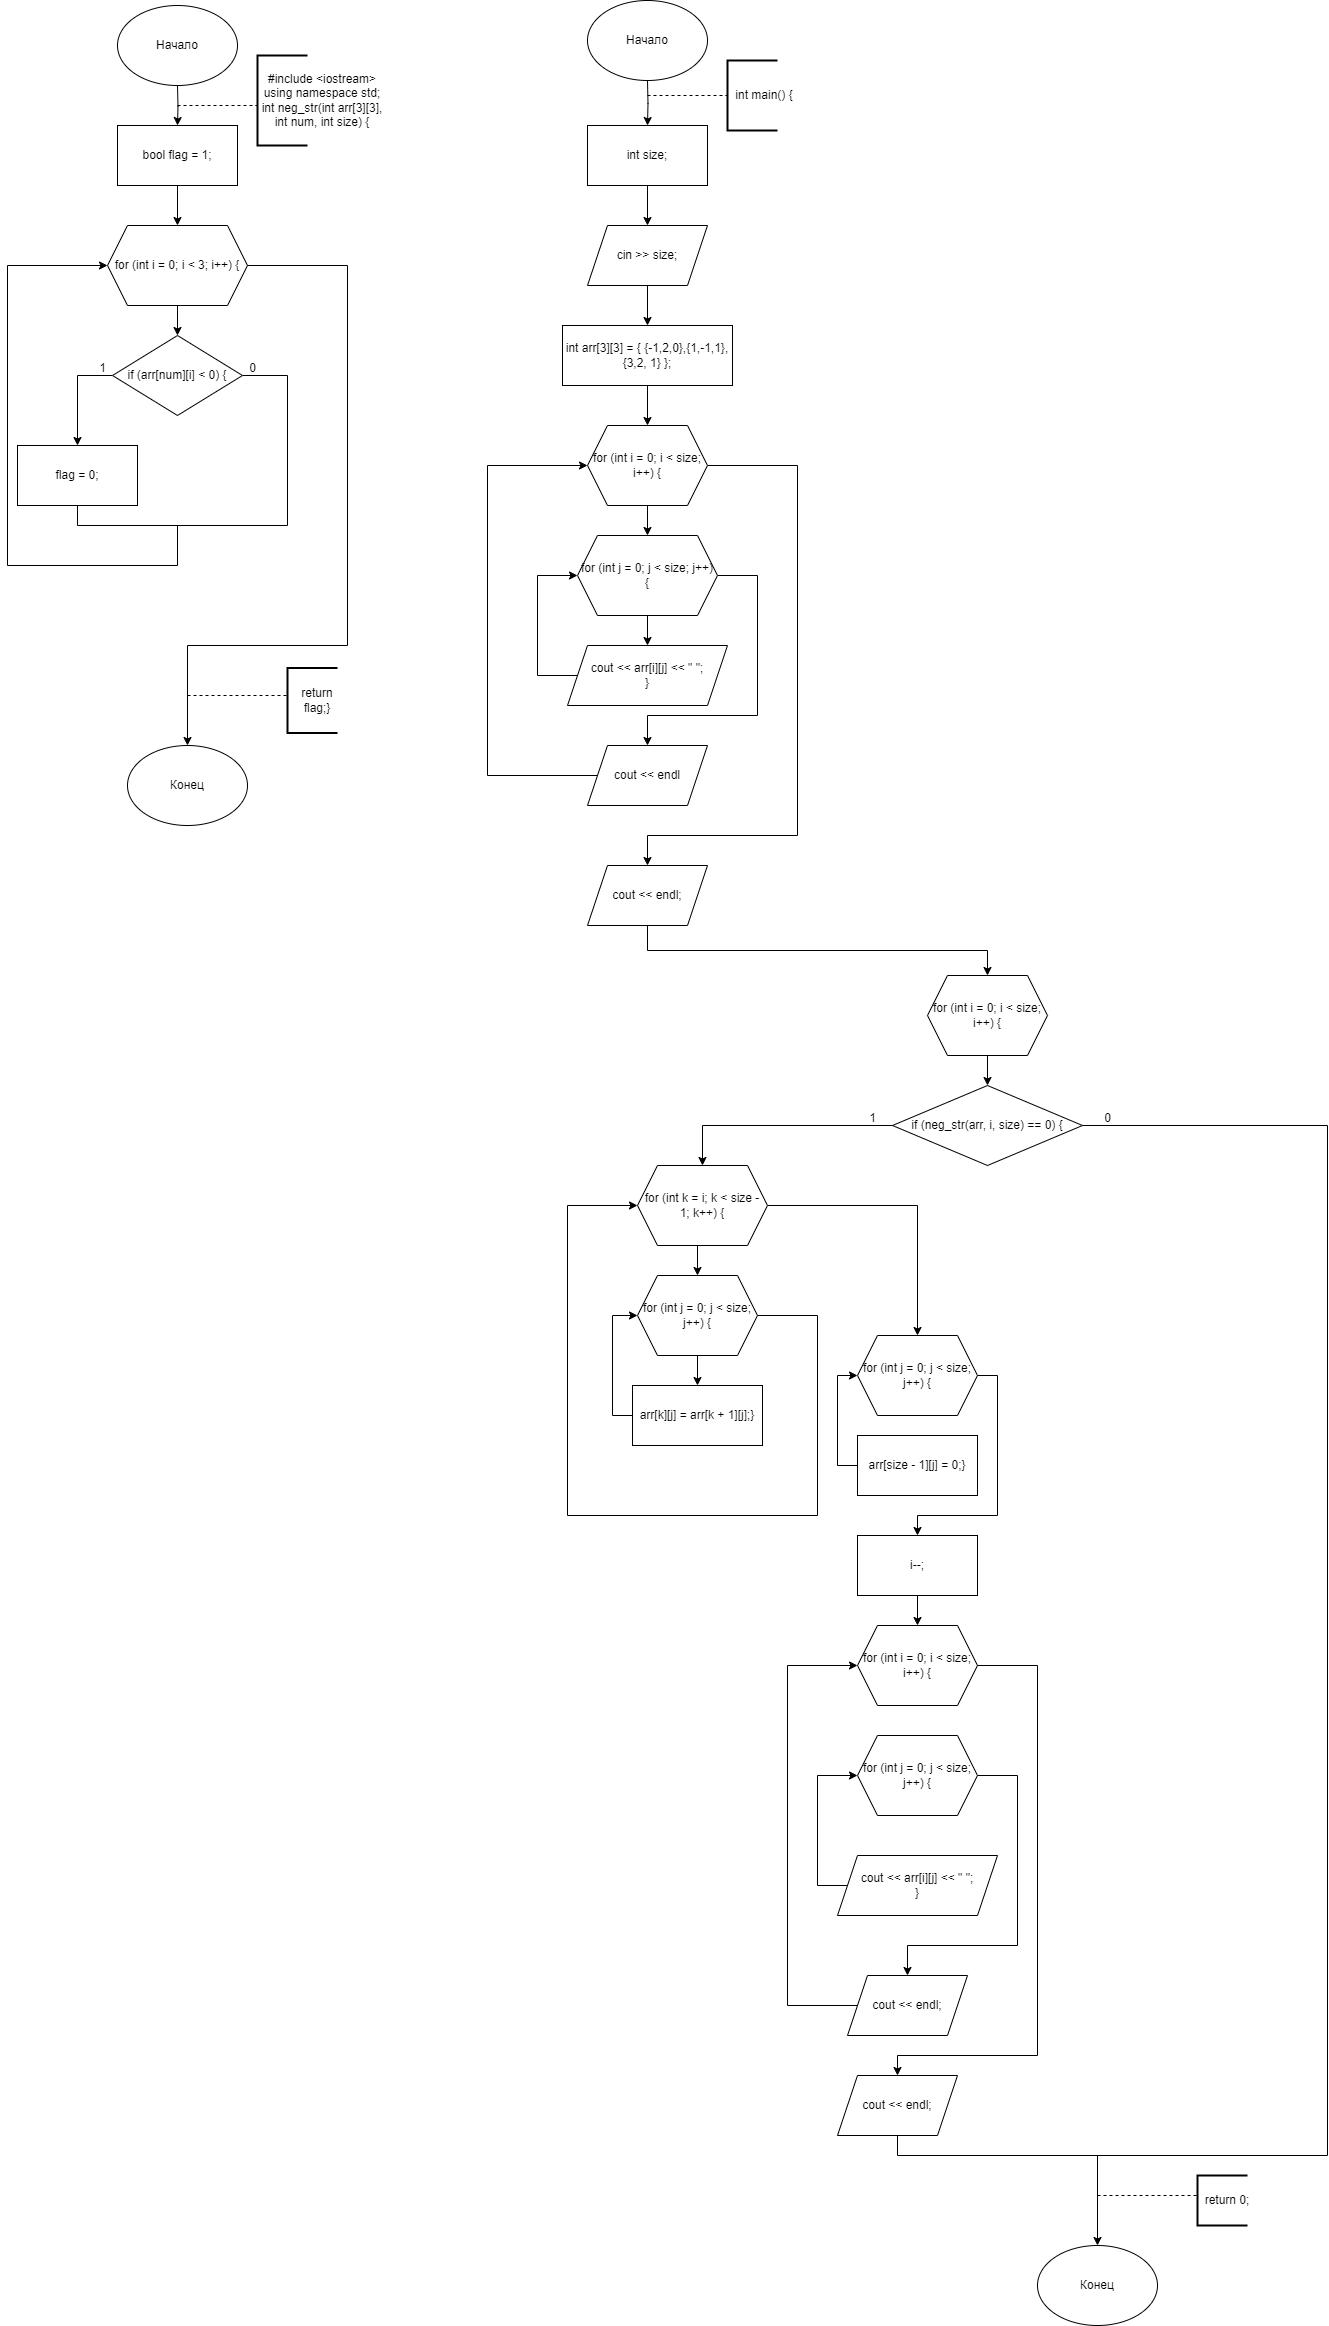 Начало
#include <iostream>
using namespace std;
int neg_str(int arr[3][3],
int num, int size) {
bool flag = 1;
for (int i = 0; i < 3; i++) {
1
if (arr[num][i] < 0) {
0
flag = 0;
return
flag;}
Конец
Начало
int main() {
int size;
cin >> size;
int arr[3][3] = { {-1,2,0},{1,-1,1},
{3,2, 1} };
for (int i = 0; i < size;
i++) {
for (int j = 0; j < size; j++)
{
cout << arr[i][j] << " ";
}
cout << endl
cout << endl;
for (int i = 0; i < size;
i++) {
1
if (neg_str(arr, i, size) == 0) {
0
for (int k = i; k < size -
1; k++) {
for (int j = 0; j < size;
j++) {
arr[k][j] = arr[k + 1][j];}
for (int j = 0; j < size;
j++) {
arr[size - 1][j] = 0;}
i--;
for (int i = 0; i < size;
i++) {
for (int j = 0; j < size;
j++) {
cout << arr[i][j] << " ";
}
cout << endl;
cout << endl;
return 0;
Конец